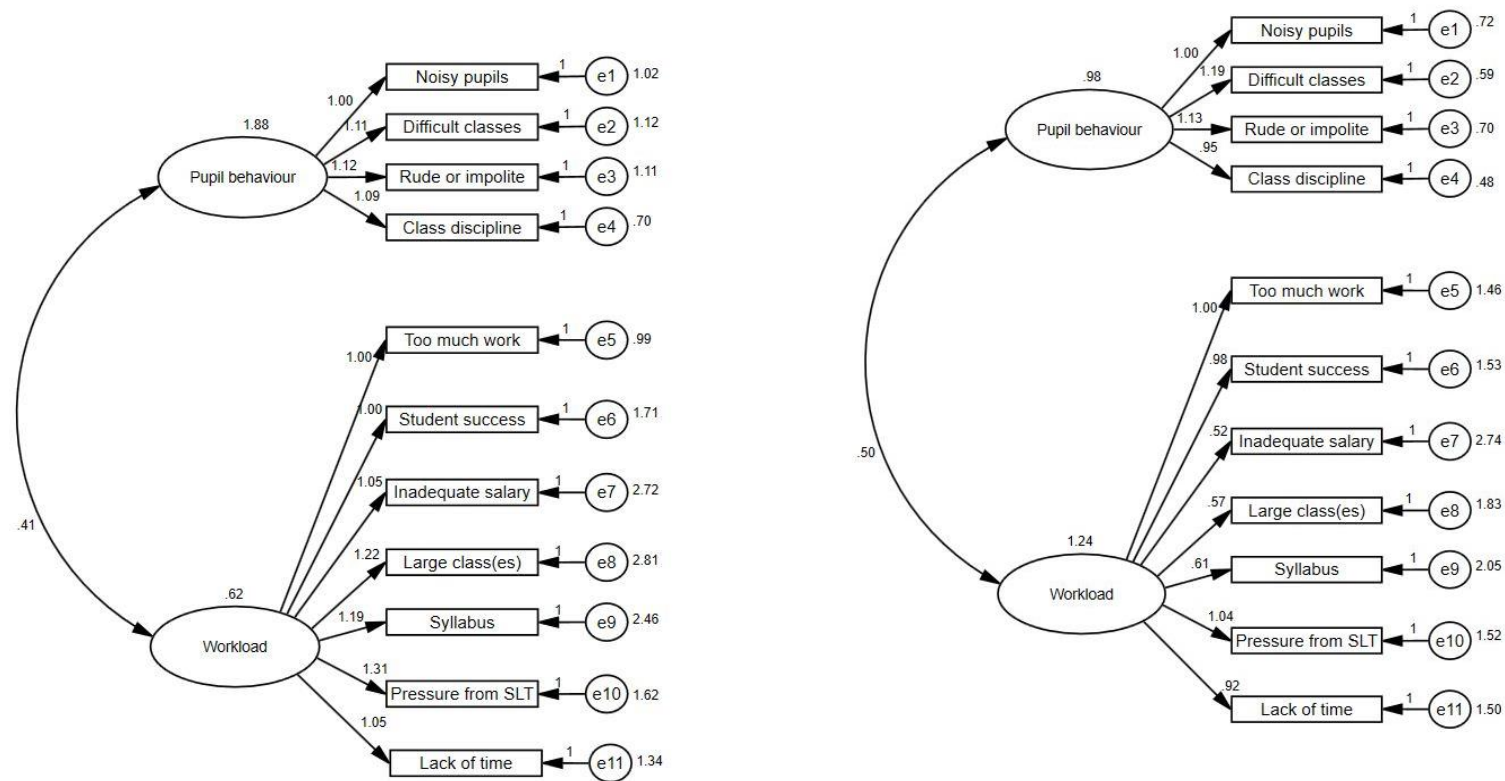 1.88
Pupil behaviour
1.00
1.11
1.12
1.09
Noisy pupils
1
e1
1.02
Difficult classes
1
e2
1.12
Rude or impolite
1
e3
1.11
Class discipline
1
e4
.70
.41
.62
Workload
1.00
1.00
1.05
1.22
1.19
1.31
1.05
Too much work
1
e5
.99
Student success
1
e6
1.71
Inadequate salary
1
e7
2.72
Large class(es)
1
e8
2.81
Syllabus
1
e9
2.46
Pressure from SLT
1
e10
1.62
Lack of time
1
e11
1.34
.98
Pupil behaviour
1.00
1.19
1.13
.95
Noisy pupils
1
e1
.72
Difficult classes
1
e2
.59
Rude or impolite
1
e3
.70
Class discipline
1
e4
.48
.50
1.24
Workload
1.00
.98
.52
.57
.61
1.04
.92
Too much work
1
e5
1.46
Student success
1
e6
1.53
Inadequate salary
1
e7
2.74
Large class(es)
1
e8
1.83
Syllabus
1
e9
2.05
Pressure from SLT
1
e10
1.52
Lack of time
1
e11
1.50